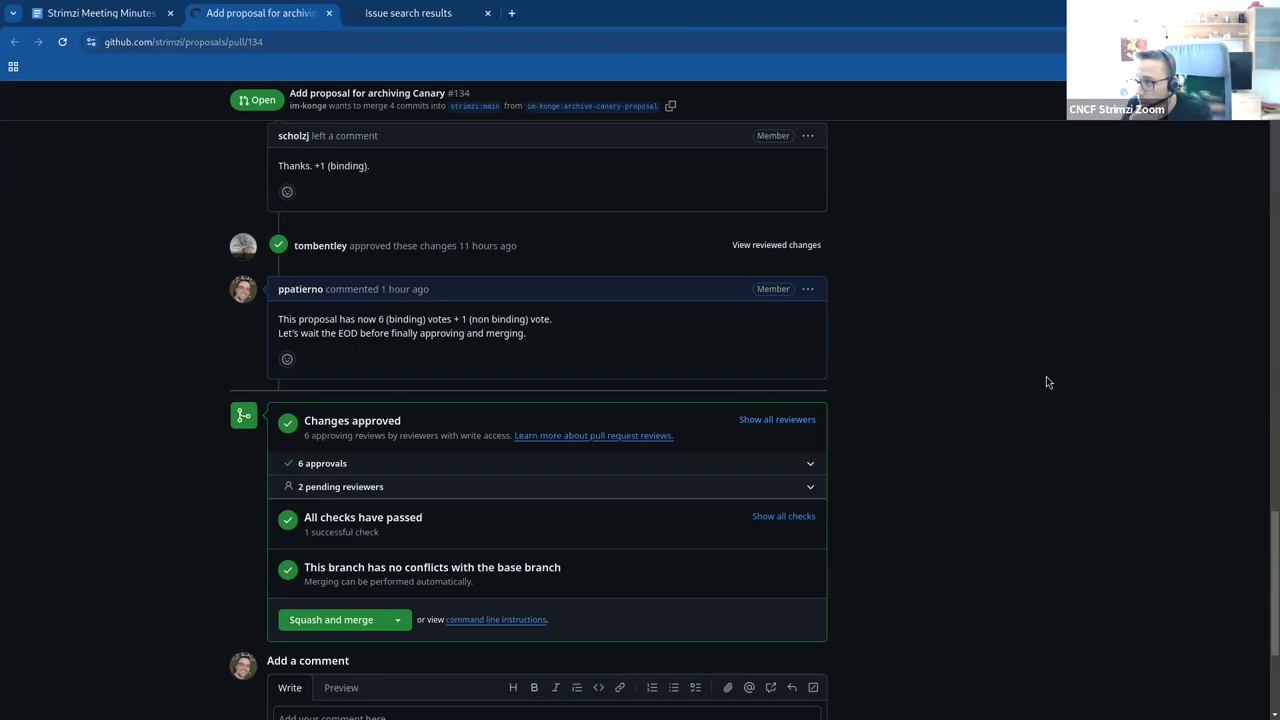 Strimzi Meeting Minutes
Add proposal for archivin
Issue search results
github.com/strimzi/proposals/pull/134
CNCF Strimzi Zoom
Open
Add proposal for archiving Canary #134
im-konge wants to merge 4 commits into strimzi:main from im-konge:archive-canary-proposal
scholzj left a comment
Member
Thanks. +1 (binding).
tombentley approved these changes 11 hours ago
View reviewed changes
ppatierno commented 1 hour ago
Member
This proposal has now 6 (binding) votes + 1 (non binding) vote.
Let's wait the EOD before finally approving and merging.
Changes approved
Show all reviewers
6 approving reviews by reviewers with write access. Learn more about pull request reviews.
6 approvals
2 pending reviewers
All checks have passed
Show all checks
1 successful check
This branch has no conflicts with the base branch
Merging can be performed automatically.
Squash and merge
or view command line instructions.
Add a comment
Write
Preview
Add your comment here